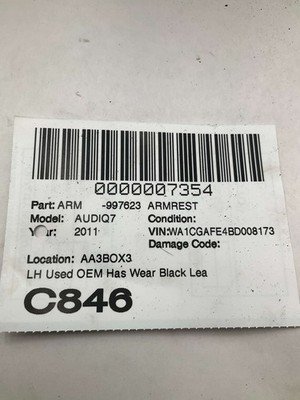 0000007354
Part: ARM -997623 ARMREST
Model: AUDIQ7 Condition:
Year: 2011 VIN:WA1CGAFE4BD008173
Damage Code:
Location: AA3BOX3
LH Used OEM Has Wear Black Lea
C846